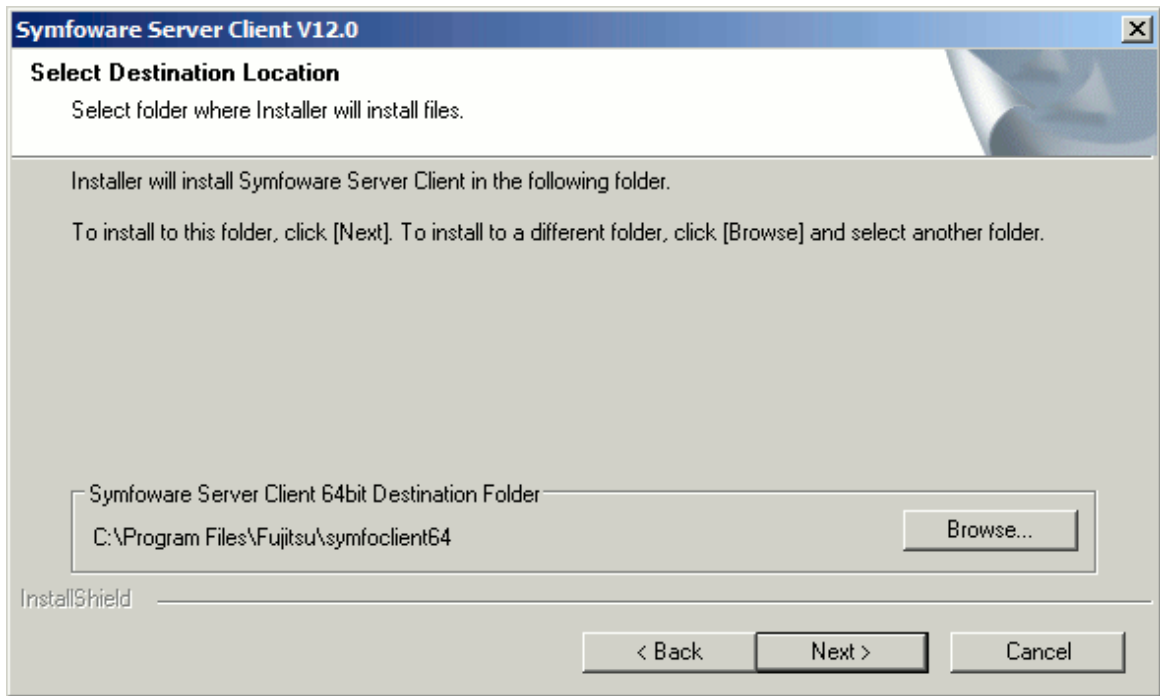 Symfoware Server Client V12.0
Select Destination Location
Select folder where Installer will install files.
Installer will install Symfoware Server Client in the following folder.
To install to this folder, click [Next]. To install to a different folder, click [Browse] and select another folder.
Symfoware Server Client 64bit Destination Folder
C:\Program Files\Fujitsu\symfoclient64
Browse...
InstallShield
< Back
Next >
Cancel